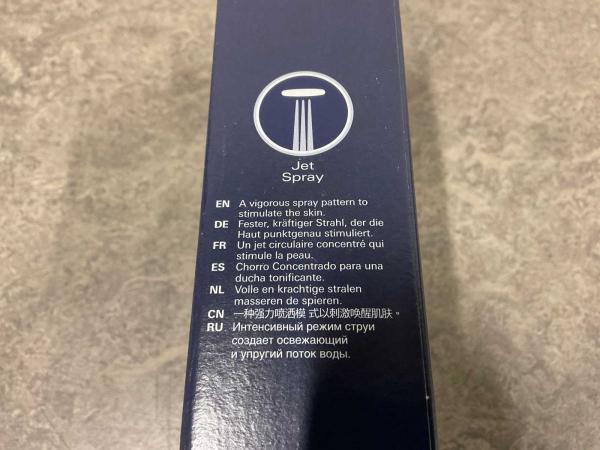 Jet
Spray
EN A vigorous spray pattern to
stimulate the skin.
DE Fester, kräftiger Strahl, der die
Haut punktgenau stimuliert.
FR Un jet circulaire concentré qui
stimule la peau.
ES Chorro Concentrado para una
ducha tonificante.
NL Volle en krachtige stralen
masseren de spieren.
CN 一种强力喷洒模 式以刺激唤醒肌肤。
RU Интенсивный режим струи
создает освежающий
и упругий поток воды.